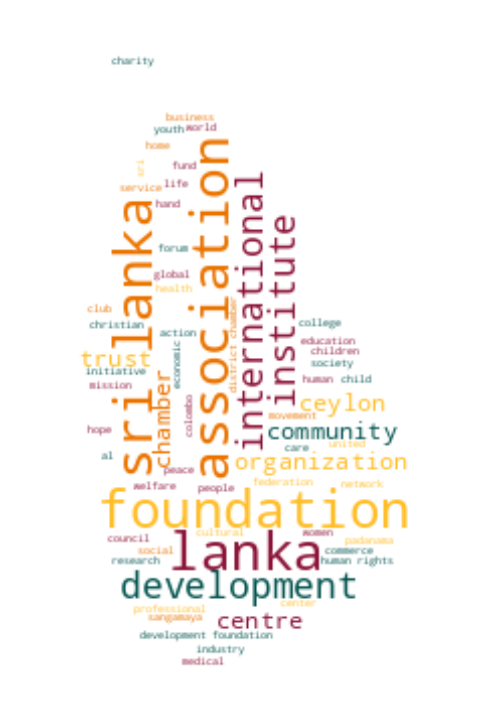 charity
business
youth
world
home
sri
fund
service
life
hand
association
sri lanka
international
institute
forum
global
health
club
christian
action
district chamber
college
education
trust
economic
children
society
initiative
mission
human
child
chamber
colombo
ceylon
movement
hope
community
care
united
al
peace
organization
welfare
people
federation
network
foundation
cultural
women
council
lanka
padanama
social
commerce
research
human rights
development
professional
center
sangamaya
centre
development foundation
industry
medical